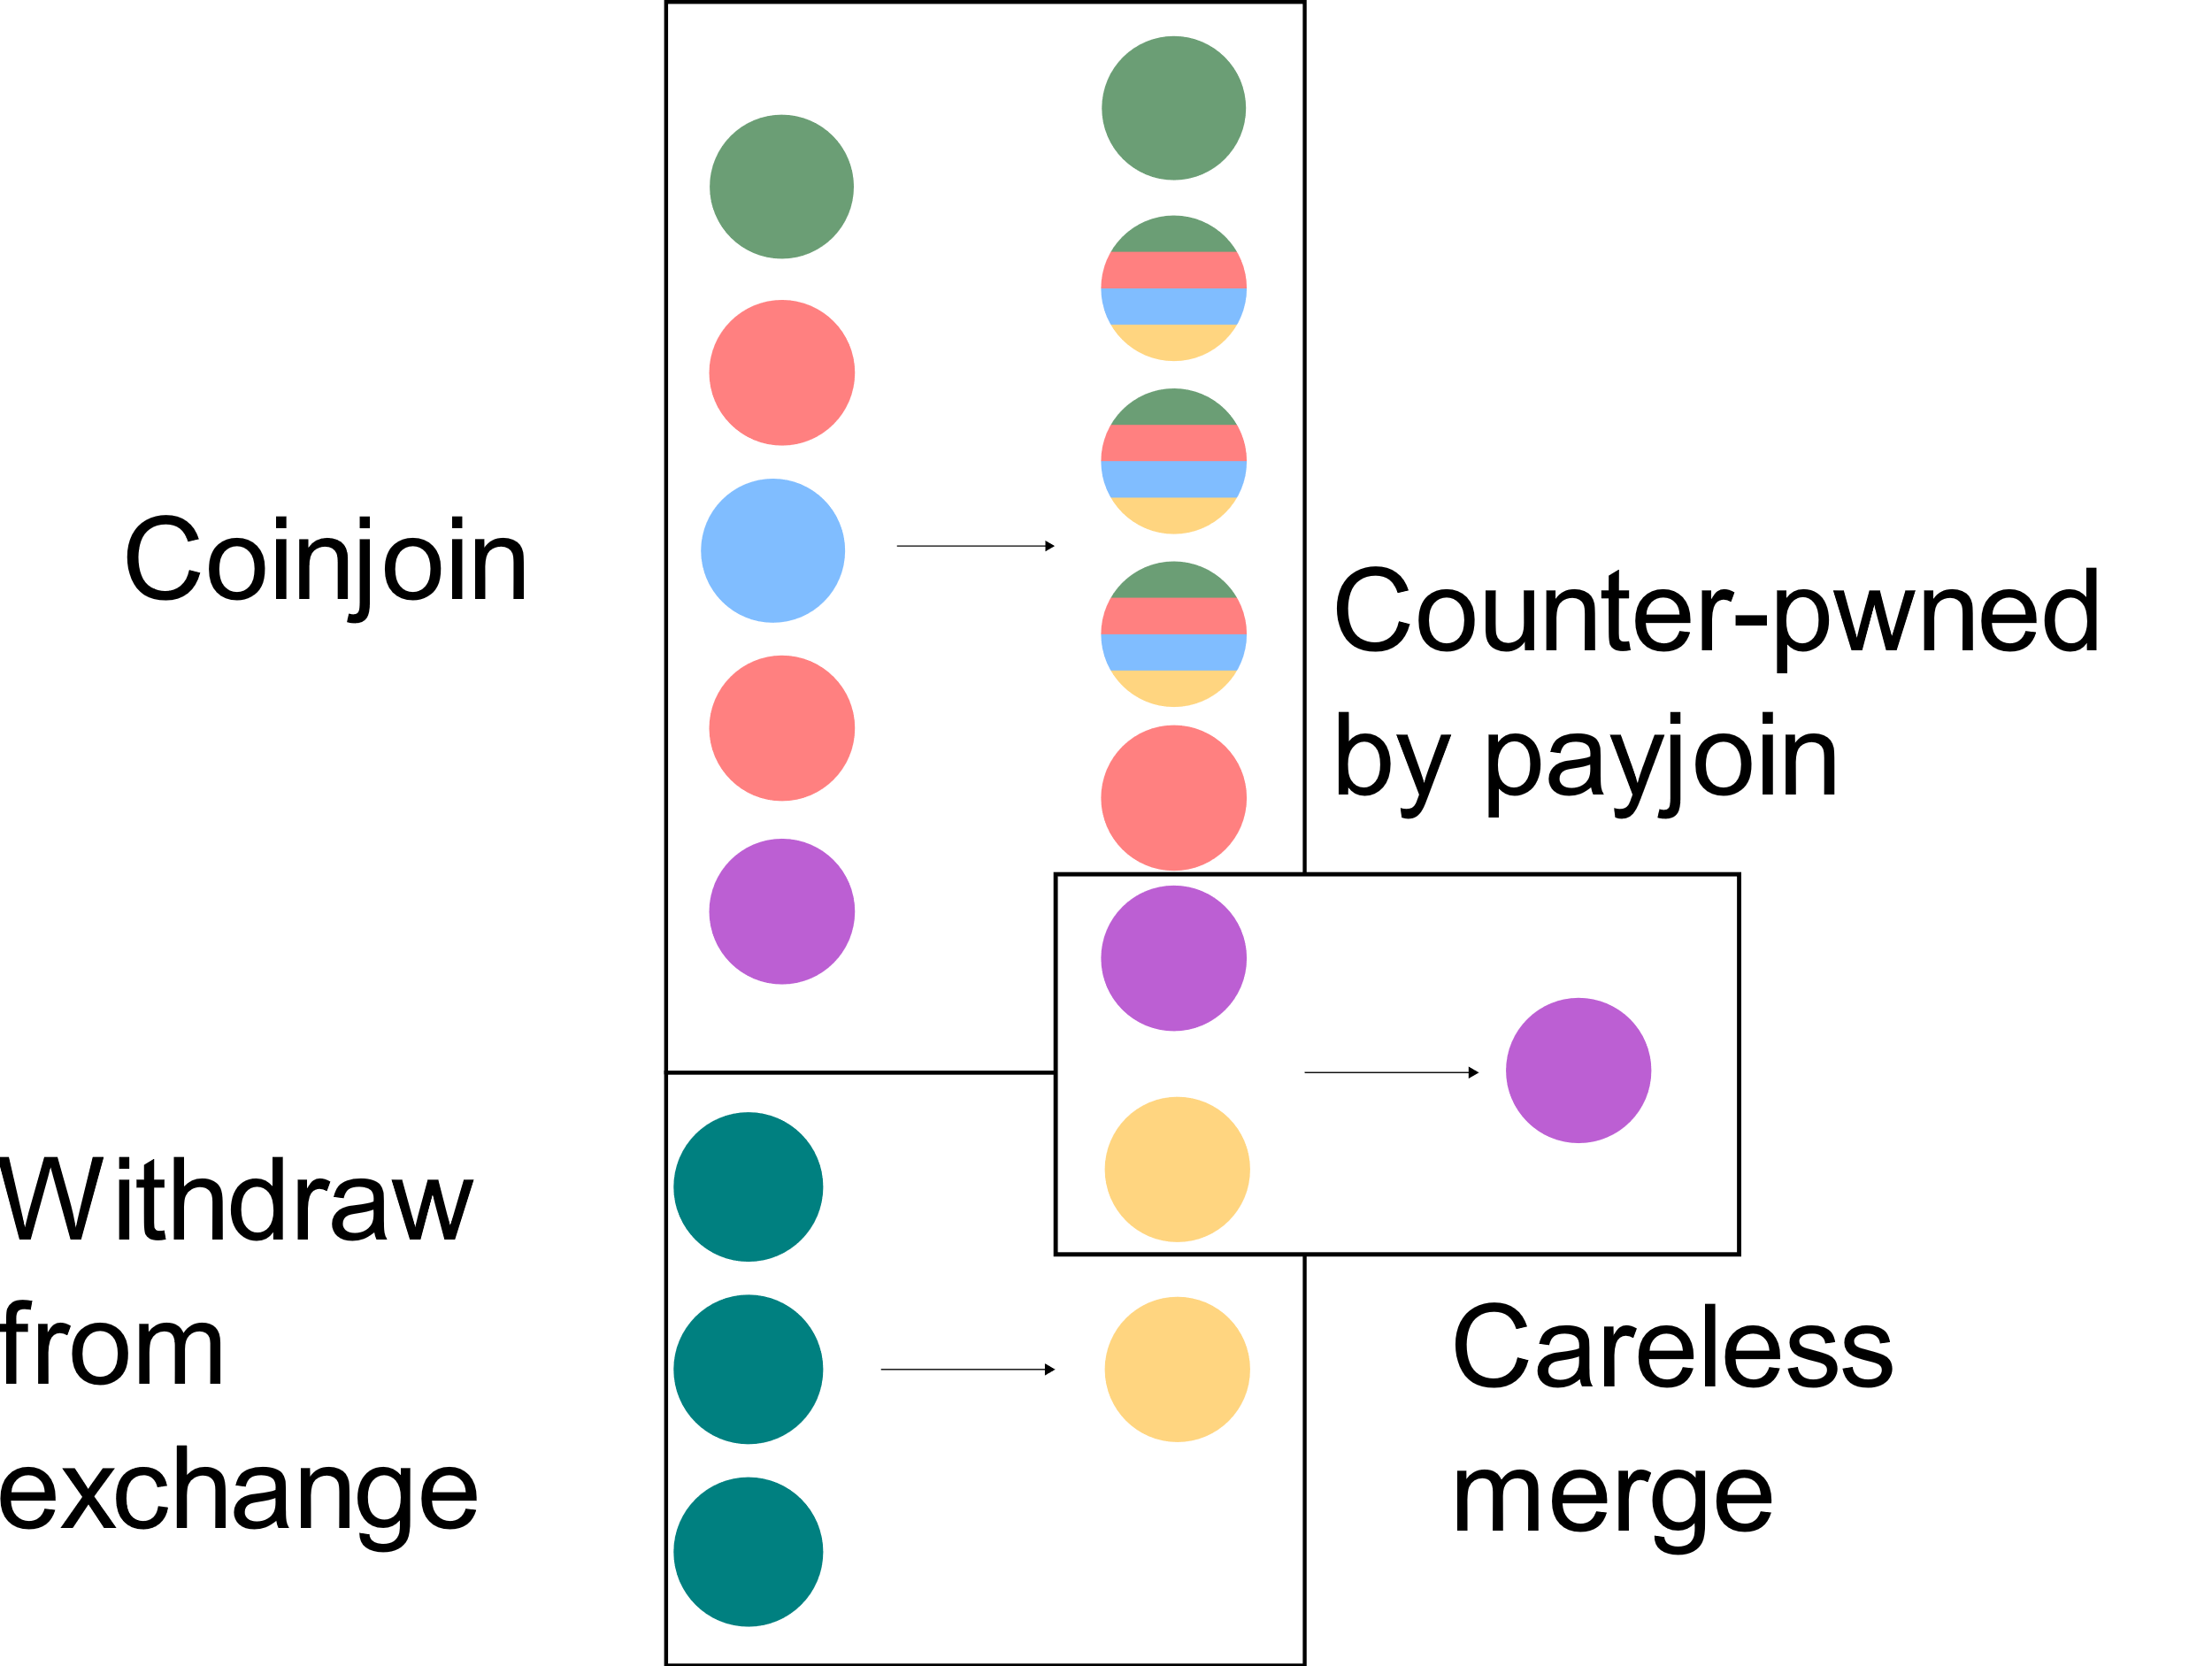 Coinjoin
Counter-pwned
by payjoin
Withdraw
from
exchange
Careless
merge